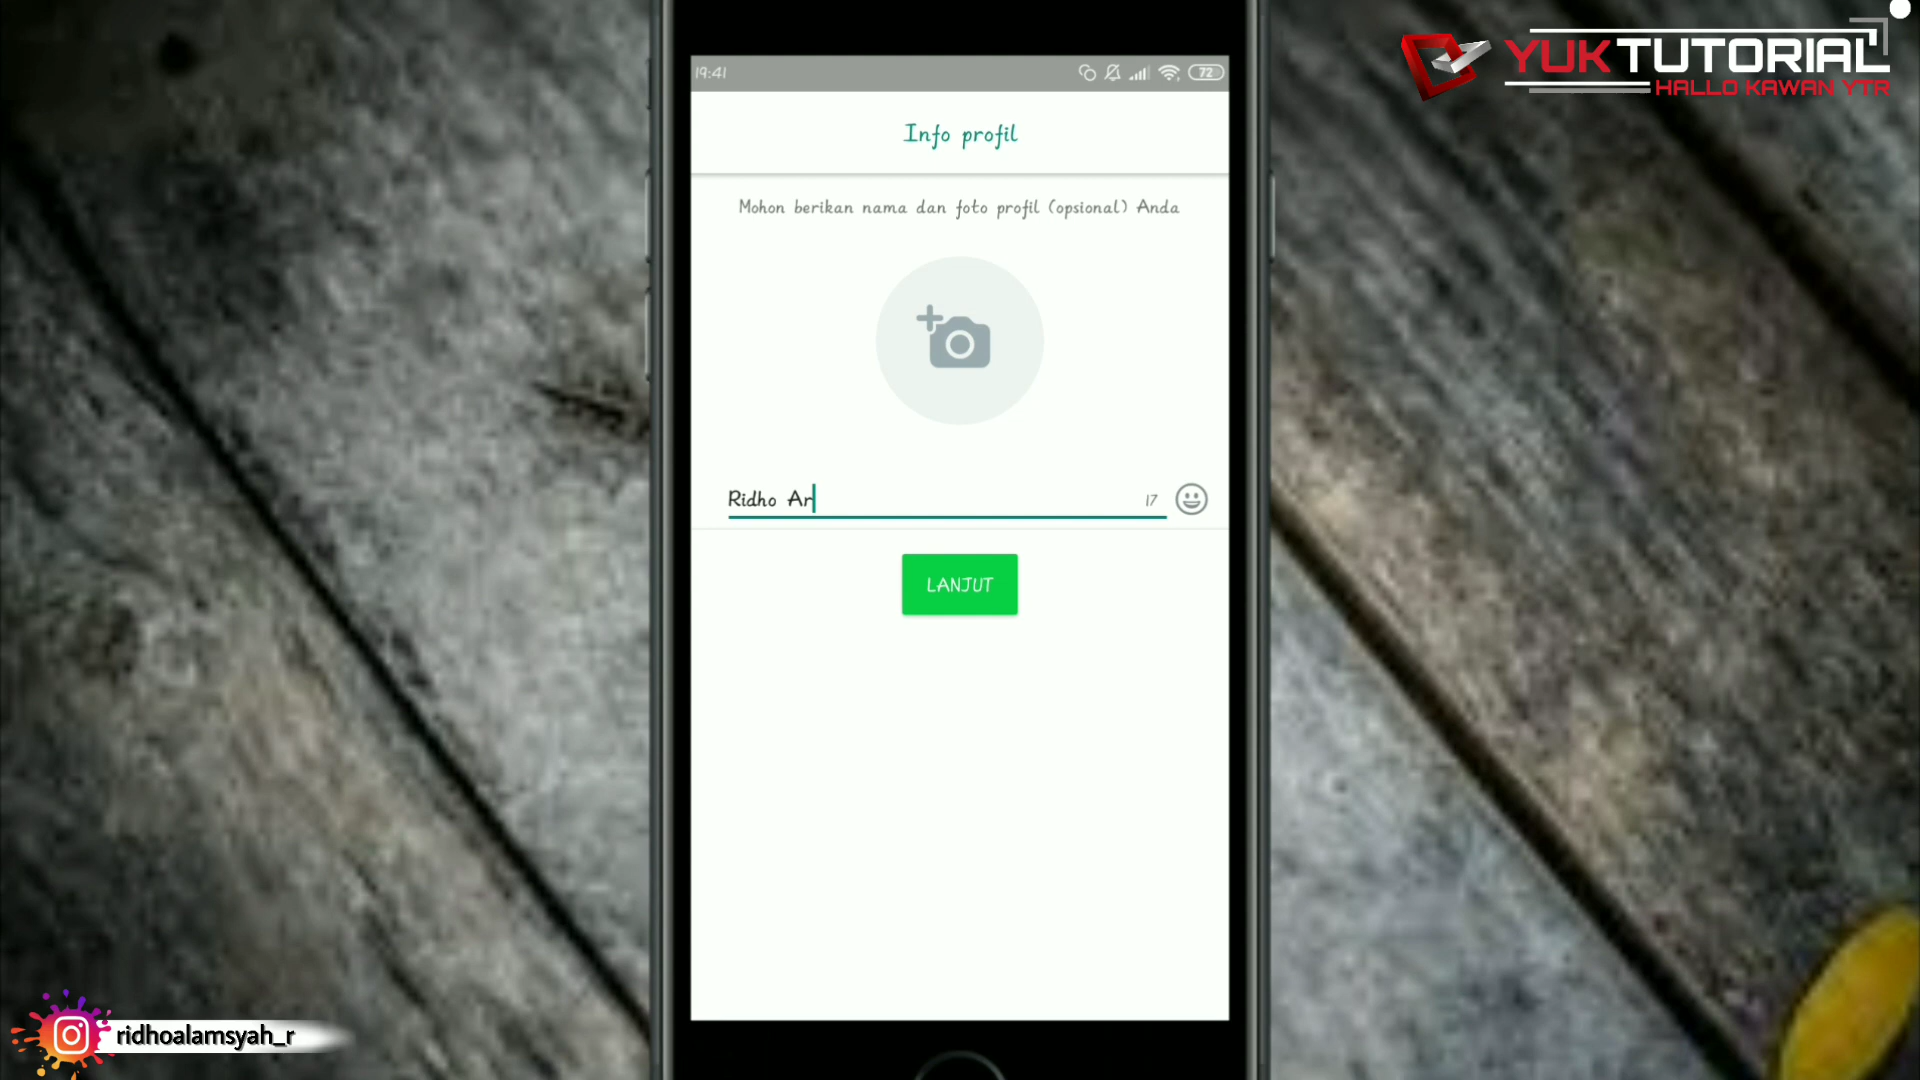 YUKTUTORIAL
HALLO KAWAN YTR
19:41
72
Info profil
Mohon berikan nama dan foto profil (opsional) Anda
Ridho Ar
17
LANJUT
ridhoalamsyah_r